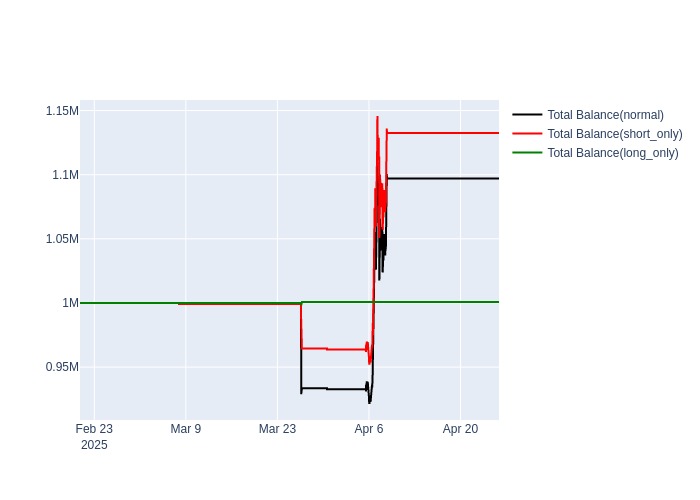 1.15M
1.1M
1.05M
1M
0.95M
Feb 23
2025
Mar 9
Mar 23
Apr 6
Apr 20
Total Balance(normal)
Total Balance(short_only)
Total Balance(long_only)